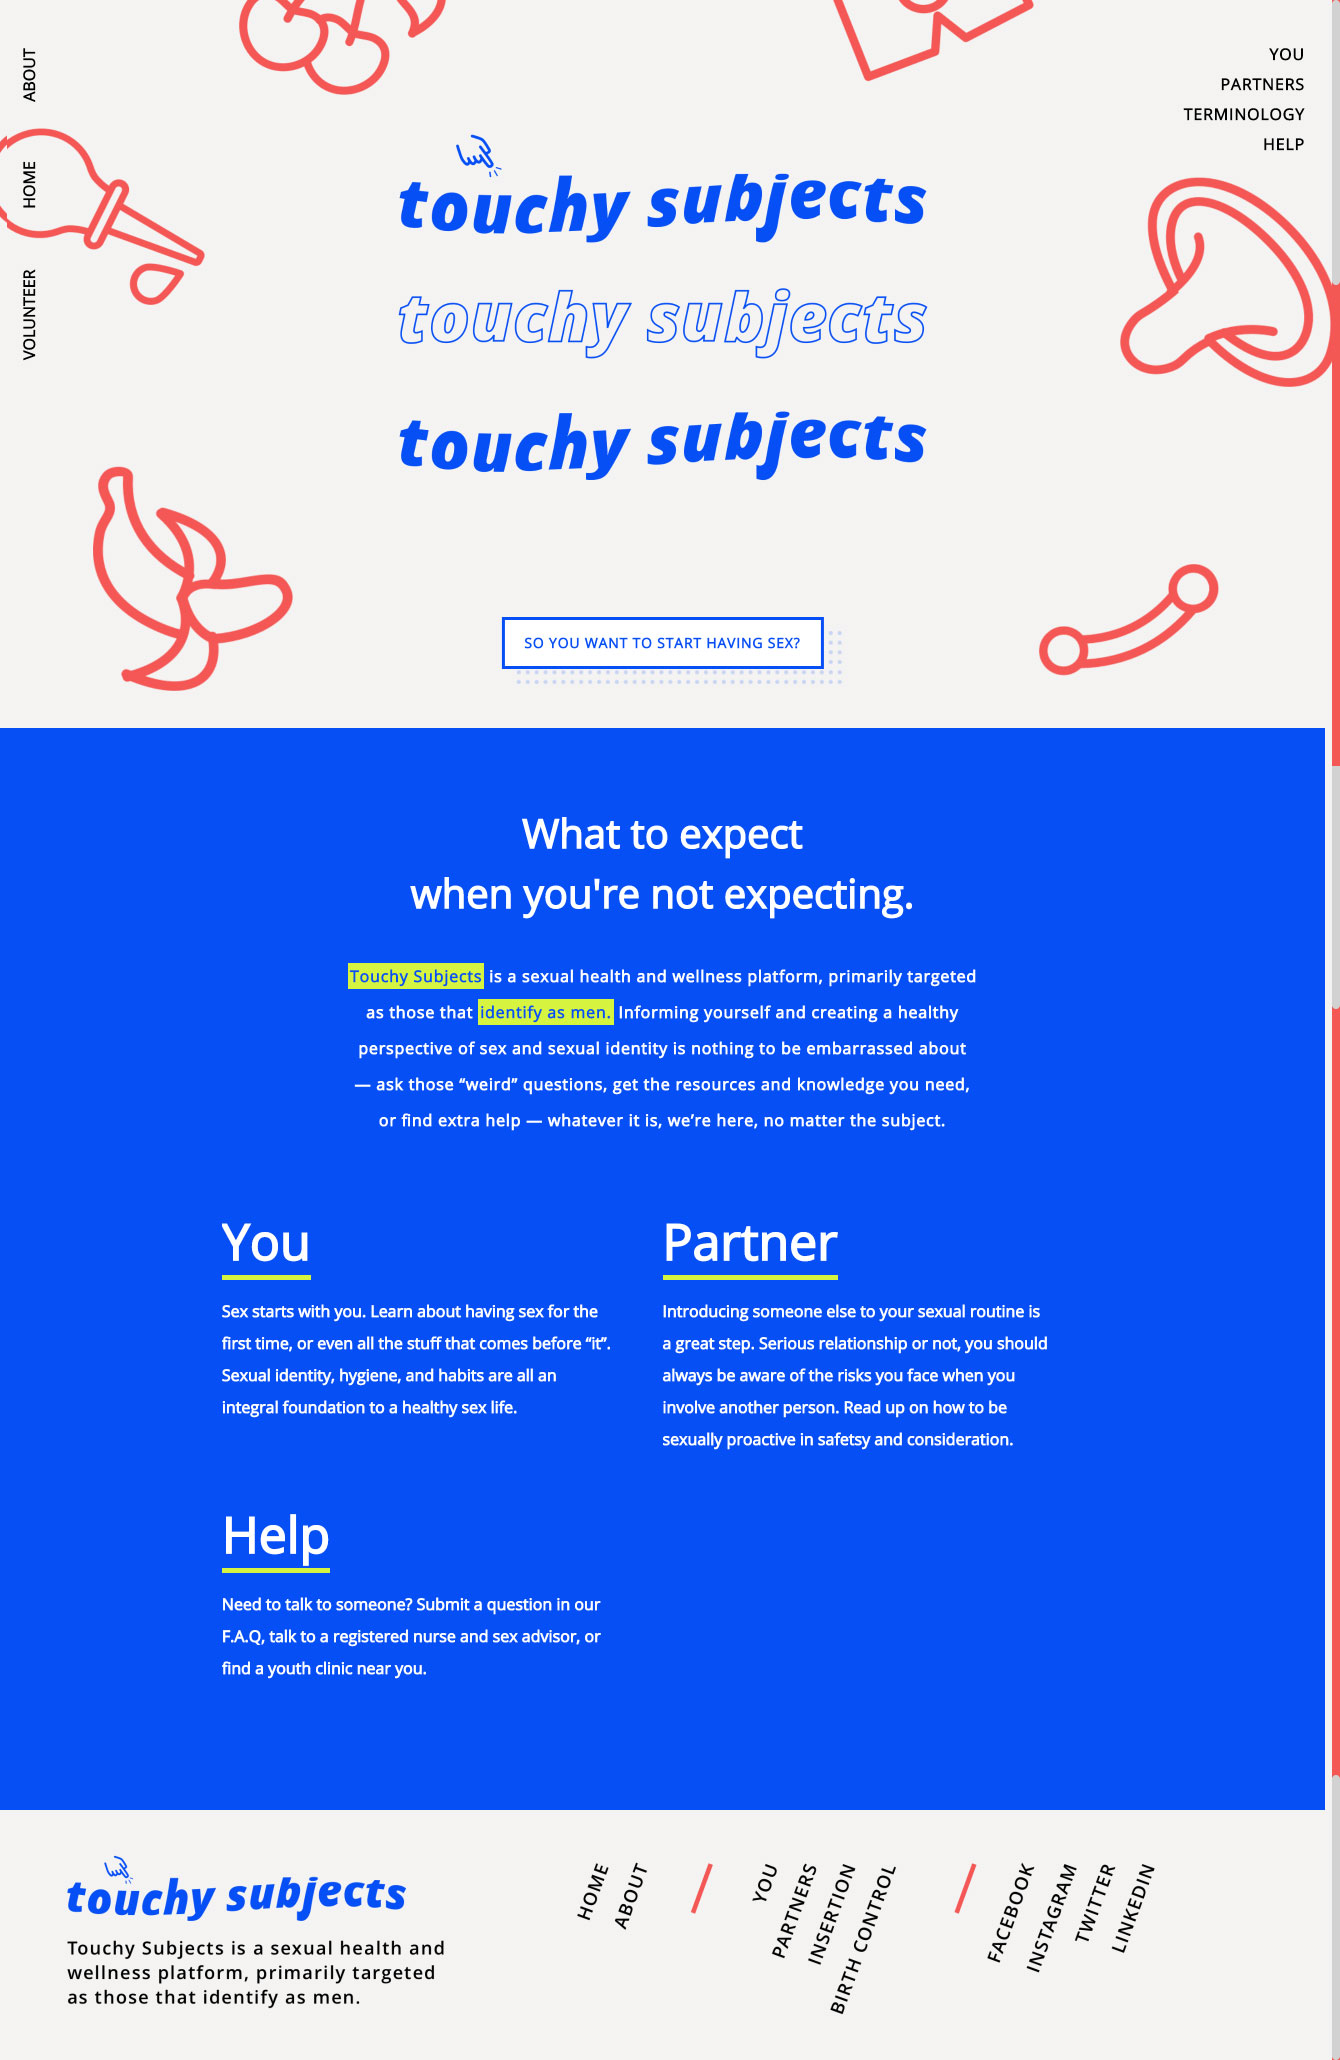 ABOUT
HOME
VOLUNTEER
YOU
PARTNERS
TERMINOLOGY
HELP
touchy subjects
touchy subjects
touchy subjects
SO YOU WANT TO START HAVING SEX?
What to expect
when you're not expecting.
Touchy Subjects is a sexual health and wellness platform, primarily targeted
as those that identify as men. Informing yourself and creating a healthy
perspective of sex and sexual identity is nothing to be embarrassed about
— ask those “weird” questions, get the resources and knowledge you need,
or find extra help — whatever it is, we’re here, no matter the subject.
You
Sex starts with you. Learn about having sex for the
first time, or even all the stuff that comes before “it”.
Sexual identity, hygiene, and habits are all an
integral foundation to a healthy sex life.
Partner
Introducing someone else to your sexual routine is
a great step. Serious relationship or not, you should
always be aware of the risks you face when you
involve another person. Read up on how to be
sexually proactive in safetsy and consideration.
Help
Need to talk to someone? Submit a question in our
F.A.Q, talk to a registered nurse and sex advisor, or
find a youth clinic near you.
touchy subjects
Touchy Subjects is a sexual health and
wellness platform, primarily targeted
as those that identify as men.
HOME
ABOUT
/
YOU
PARTNERS
INSERTION
BIRTH CONTROL
/
FACEBOOK
INSTAGRAM
TWITTER
LINKEDIN